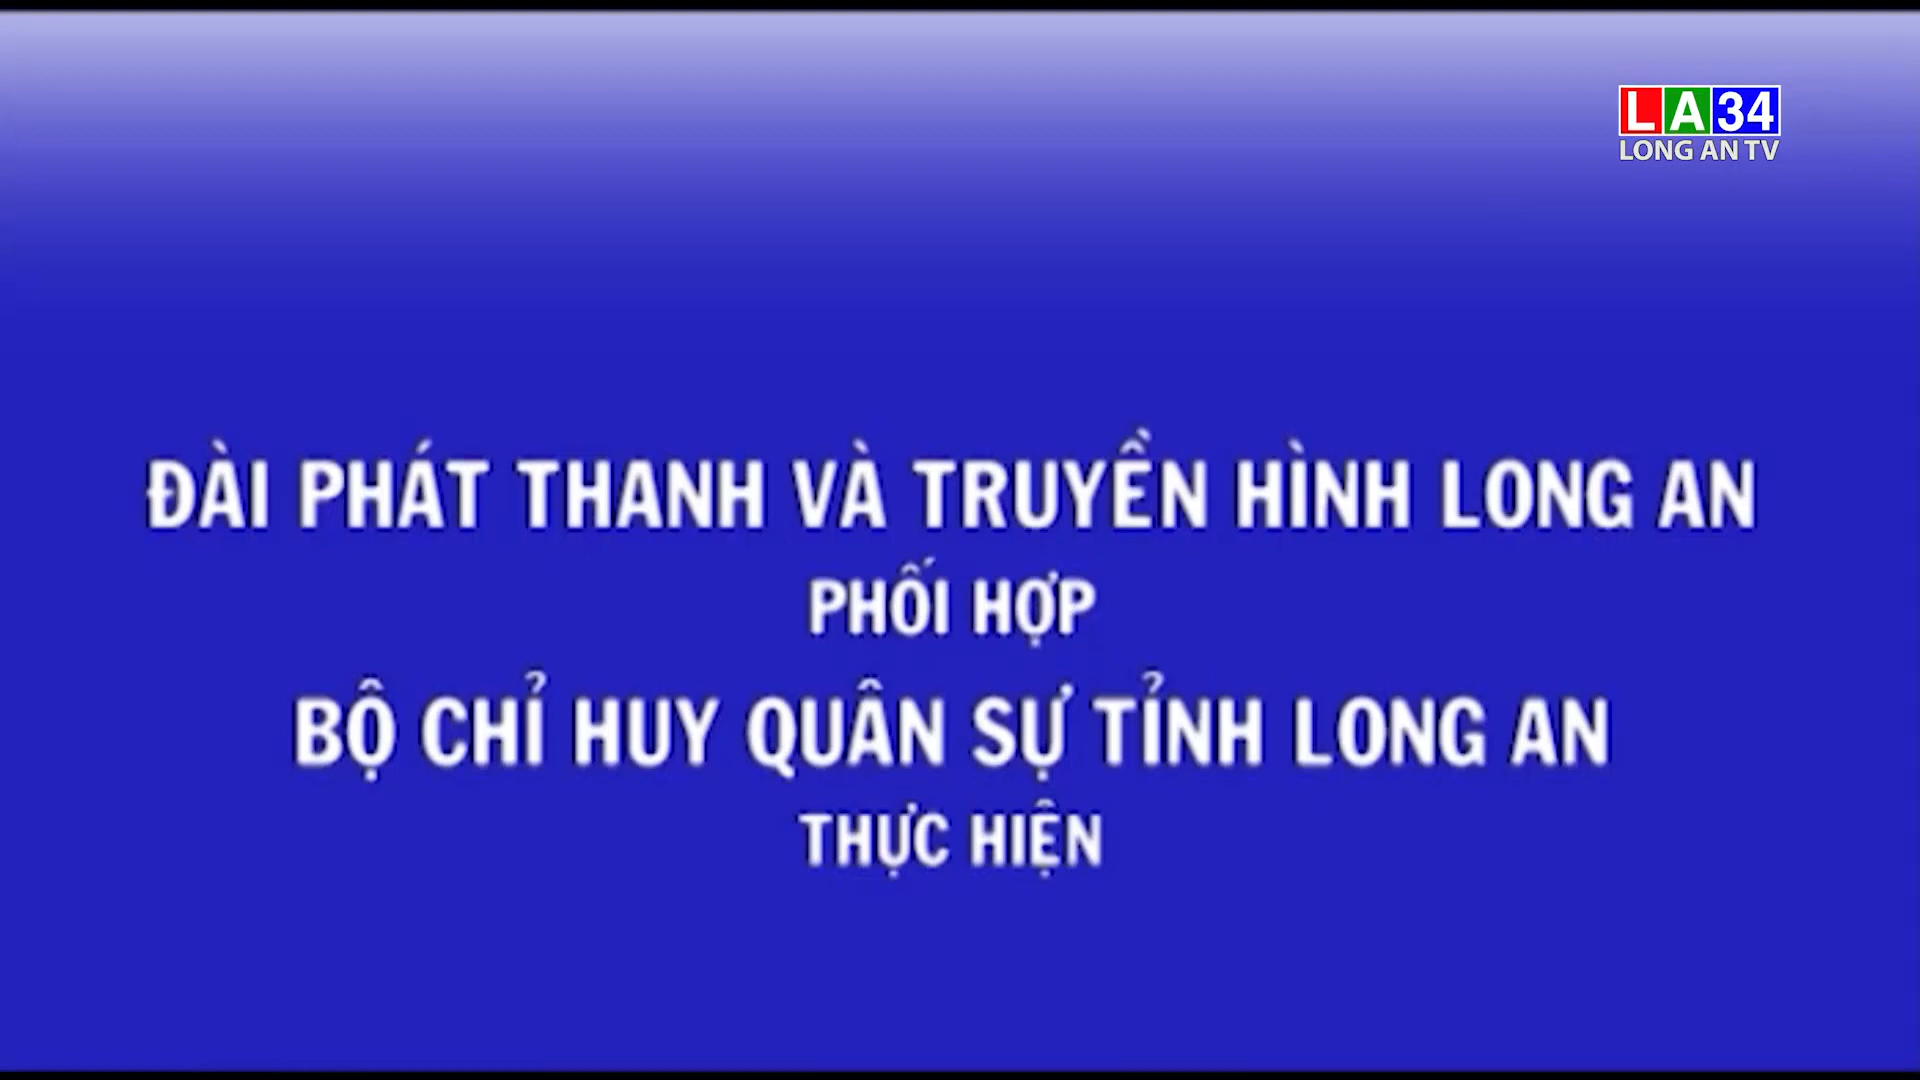 LA34
LONG AN TV
ĐÀI PHÁT THANH VÀ TRUYỀN HÌNH LONG AN
PHỐI HỢP
BỘ CHỈ HUY QUÂN SỰ TỈNH LONG AN
THỰC HIỆN